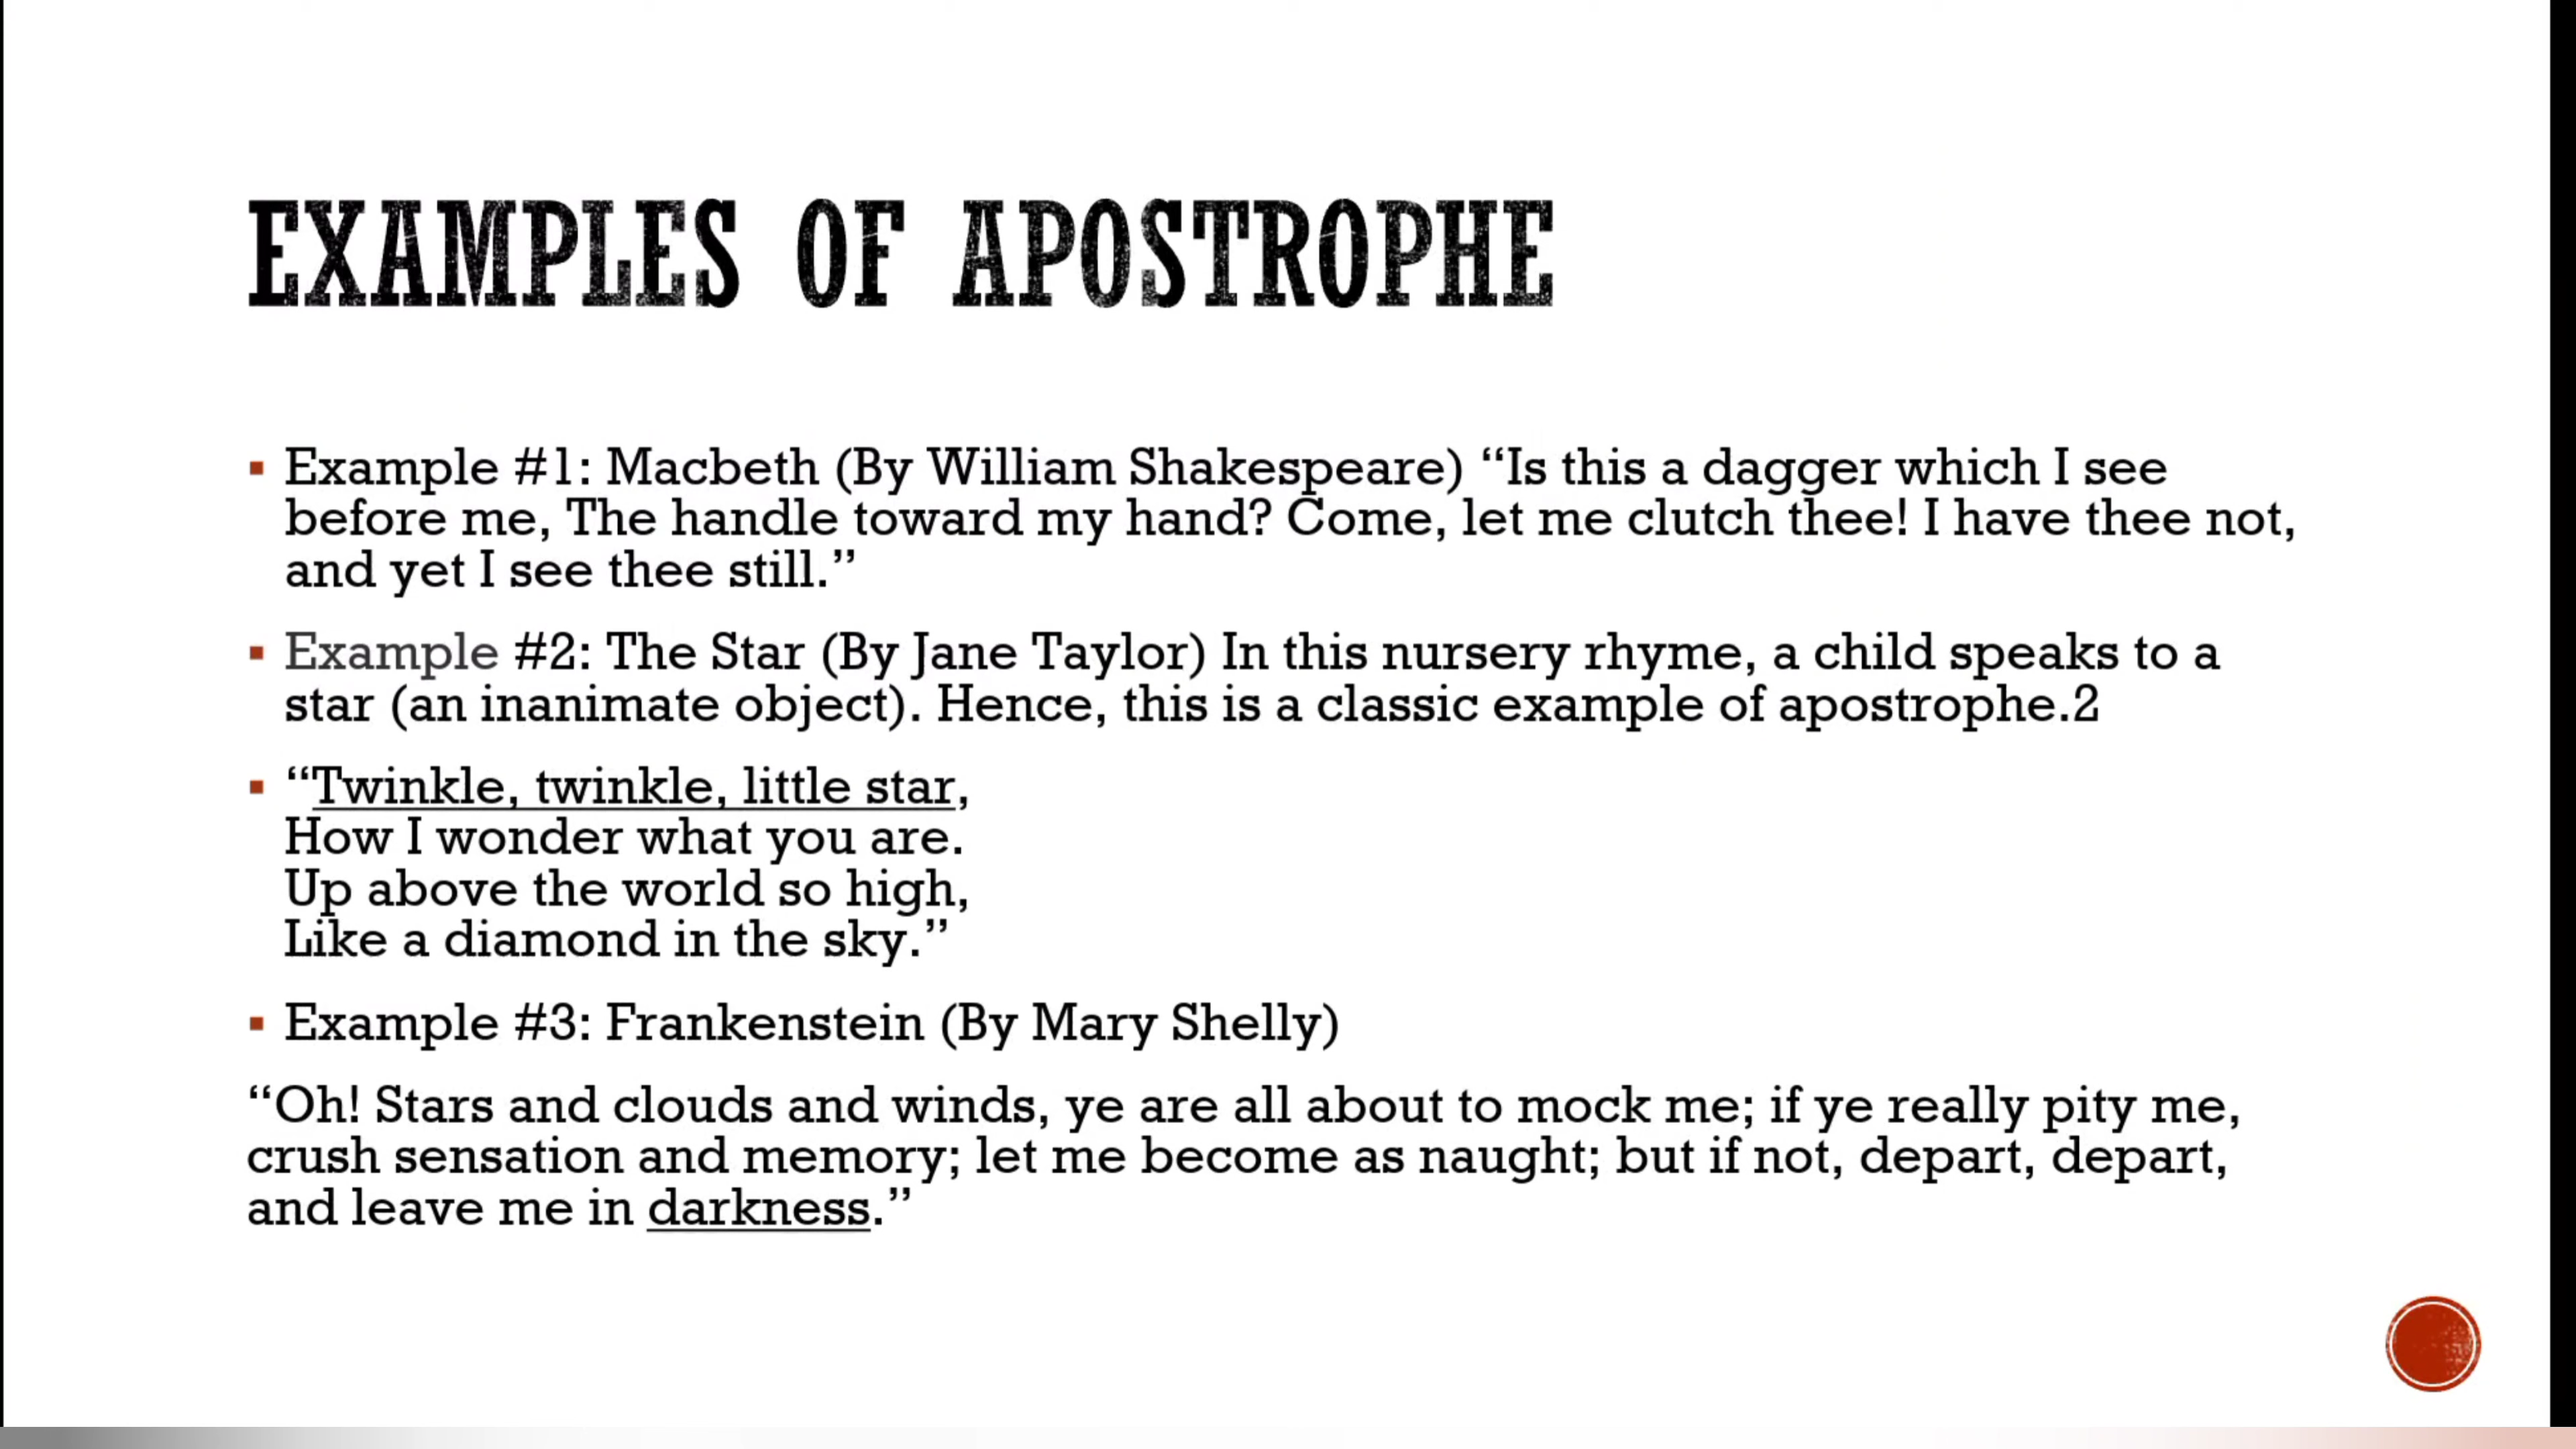 EXAMPLES OF APOSTROPHE
▪ Example #1: Macbeth (By William Shakespeare) “Is this a dagger which I see
before me, The handle toward my hand? Come, let me clutch thee! I have thee not,
and yet I see thee still.”
▪ Example #2: The Star (By Jane Taylor) In this nursery rhyme, a child speaks to a
star (an inanimate object). Hence, this is a classic example of apostrophe.2
▪ “Twinkle, twinkle, little star,
How I wonder what you are.
Up above the world so high,
Like a diamond in the sky.”
▪ Example #3: Frankenstein (By Mary Shelly)
“Oh! Stars and clouds and winds, ye are all about to mock me; if ye really pity me,
crush sensation and memory; let me become as naught; but if not, depart, depart,
and leave me in darkness.”